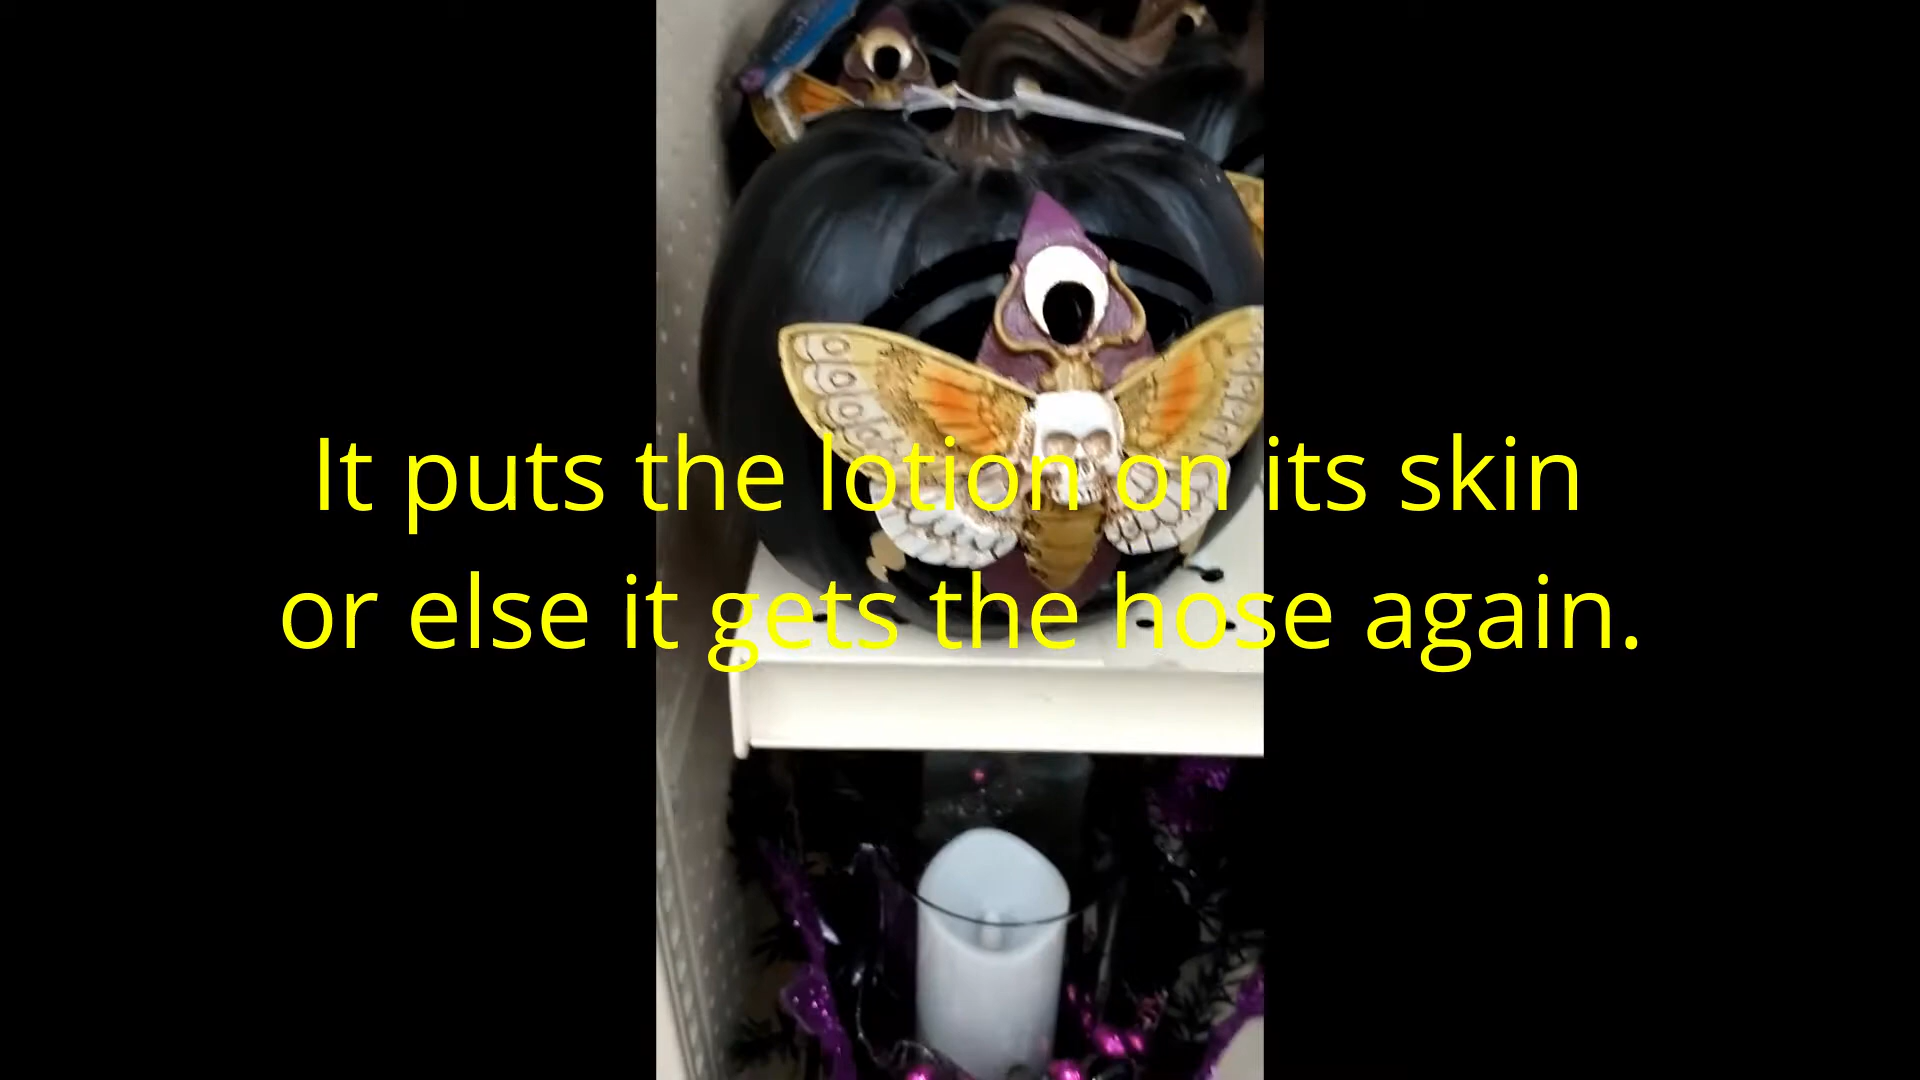 It puts the lotion on its skin
or else it gets the hose again.